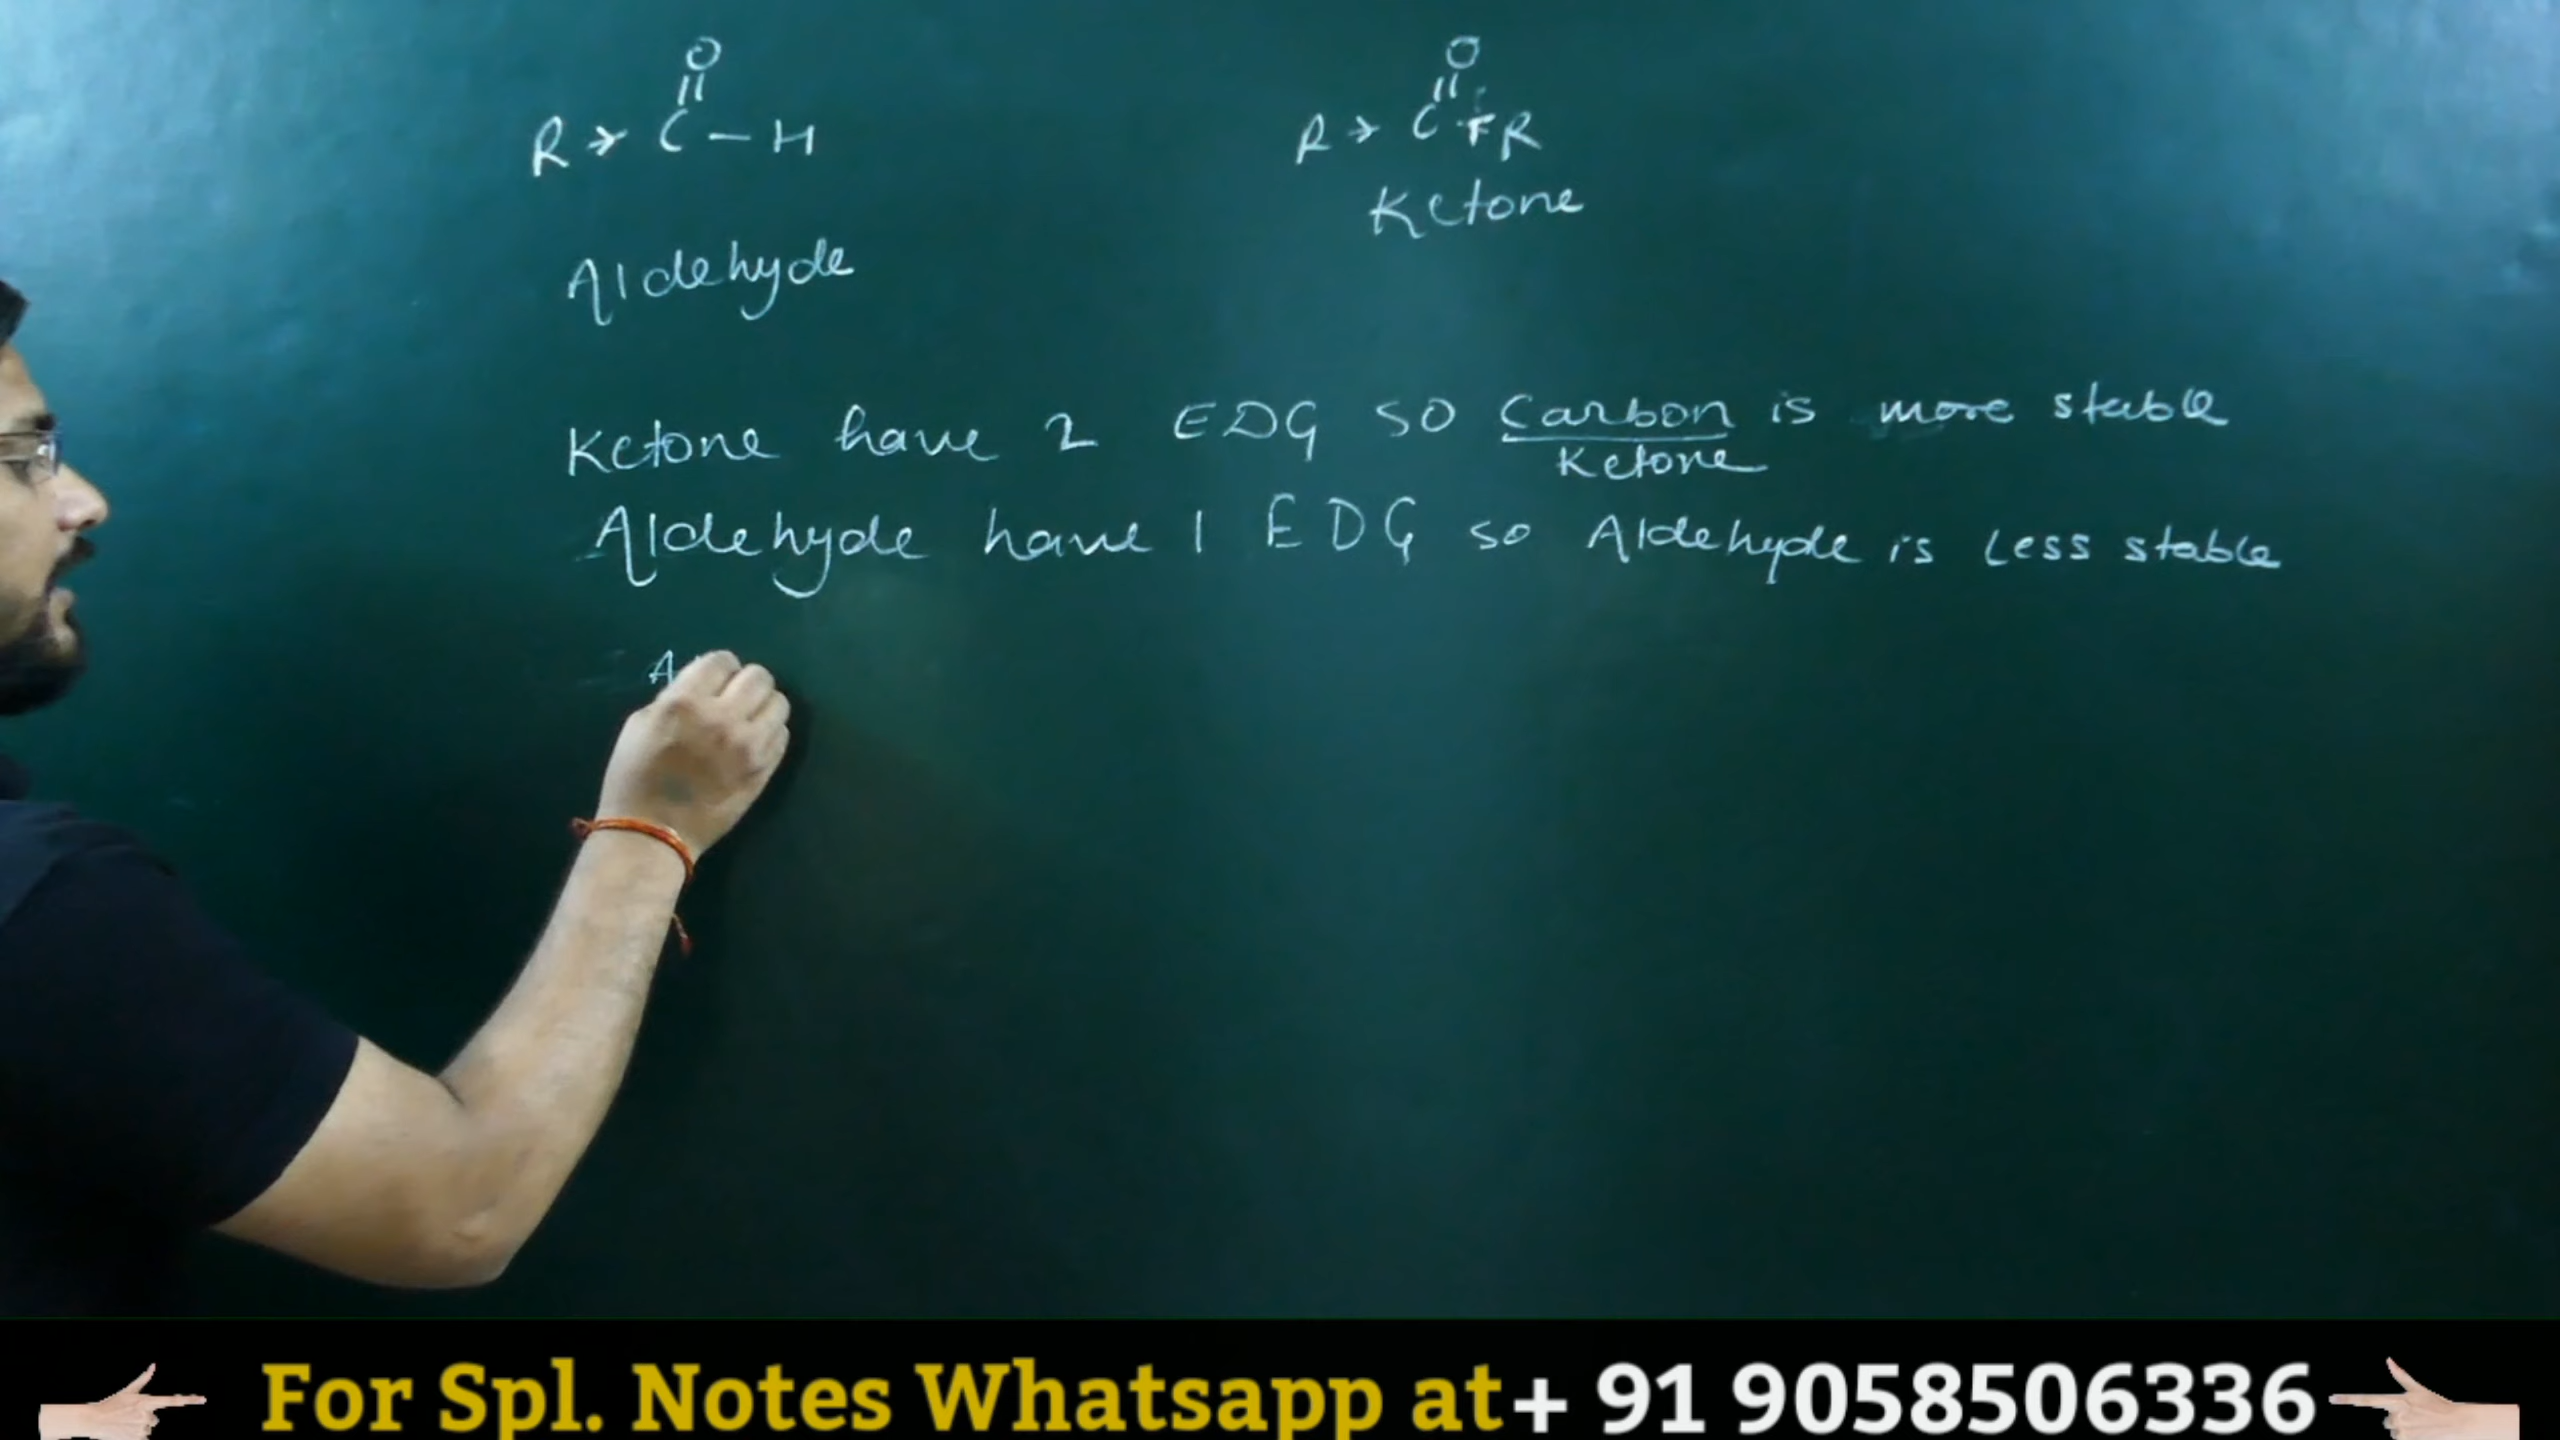 O O
|| ||
R → C — H R → C ← R
Ketone
Aldehyde
Ketone have 2 EDG so Carbon is more stable
Ketone
Aldehyde have 1 EDG so Aldehyde is less stable
A
For Spl. Notes Whatsapp at + 91 9058506336